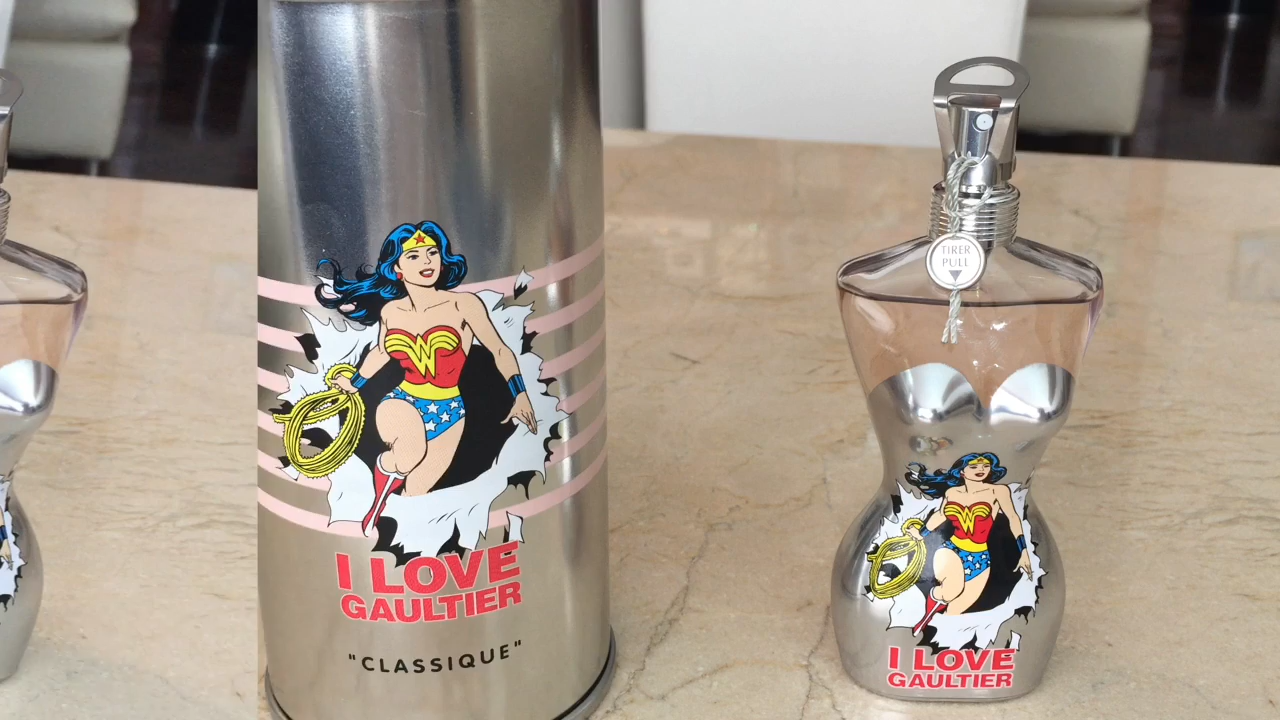 I LOVE
GAULTIER
"CLASSIQUE"
TIRER
PULL
I LOVE
GAULTIER